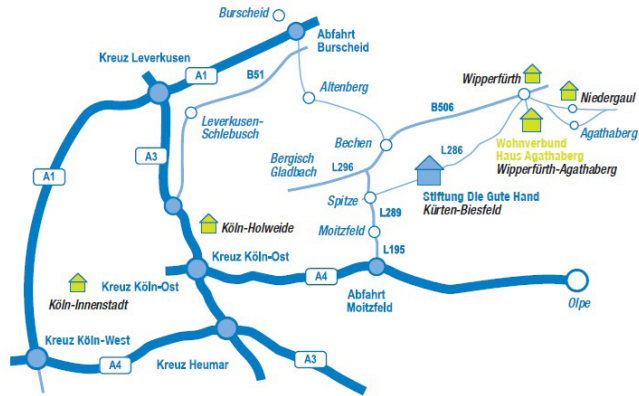 Burscheid
Abfahrt
Burscheid
Kreuz Leverkusen
A1
B51
Wipperfürth
Niedergaul
Altenberg
B506
Leverkusen-
Schlebusch
Agathaberg
A3
Bechen
Wohnverbund
Haus Agathaberg
Wipperfürth-Agathaberg
L286
Bergisch
Gladbach
L296
A1
Stiftung Die Gute Hand
Kürten-Biesfeld
Spitze
L289
Köln-Holweide
Moitzfeld
L195
Kreuz Köln-Ost
A4
Kreuz Köln-Ost
Köln-Innenstadt
Abfahrt
Moitzfeld
Olpe
Kreuz Köln-West
A4
Kreuz Heumar
A3